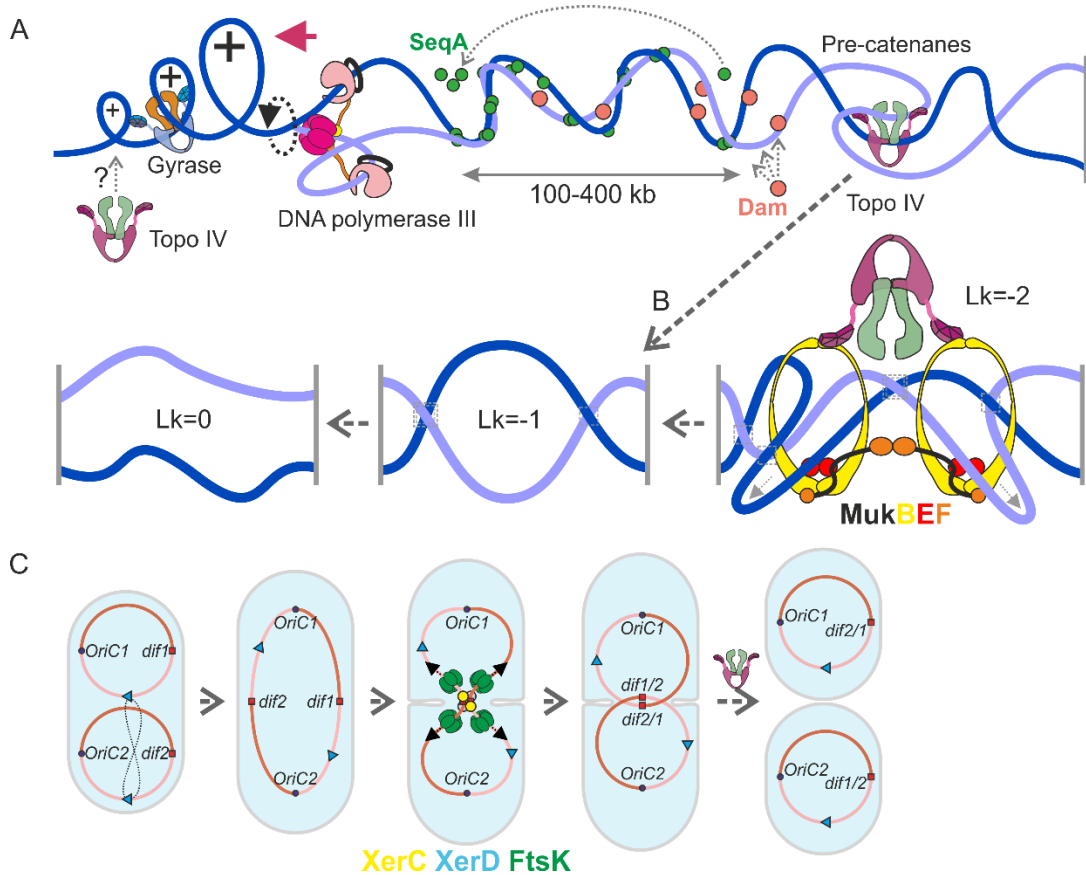 A
SeqA
Pre-catenanes
+
+
+
Gyrase
?
Topo IV
DNA polymerase III
100-400 kb
Dam
Topo IV
B
Lk=-2
Lk=0
Lk=-1
MukBEF
C
OriC1 dif1
OriC2 dif2
OriC1
dif2 dif1
OriC2
OriC1
OriC2
OriC1
dif1/2
dif2/1
OriC2
OriC1
dif2/1
OriC2
dif1/2
XerC XerD FtsK